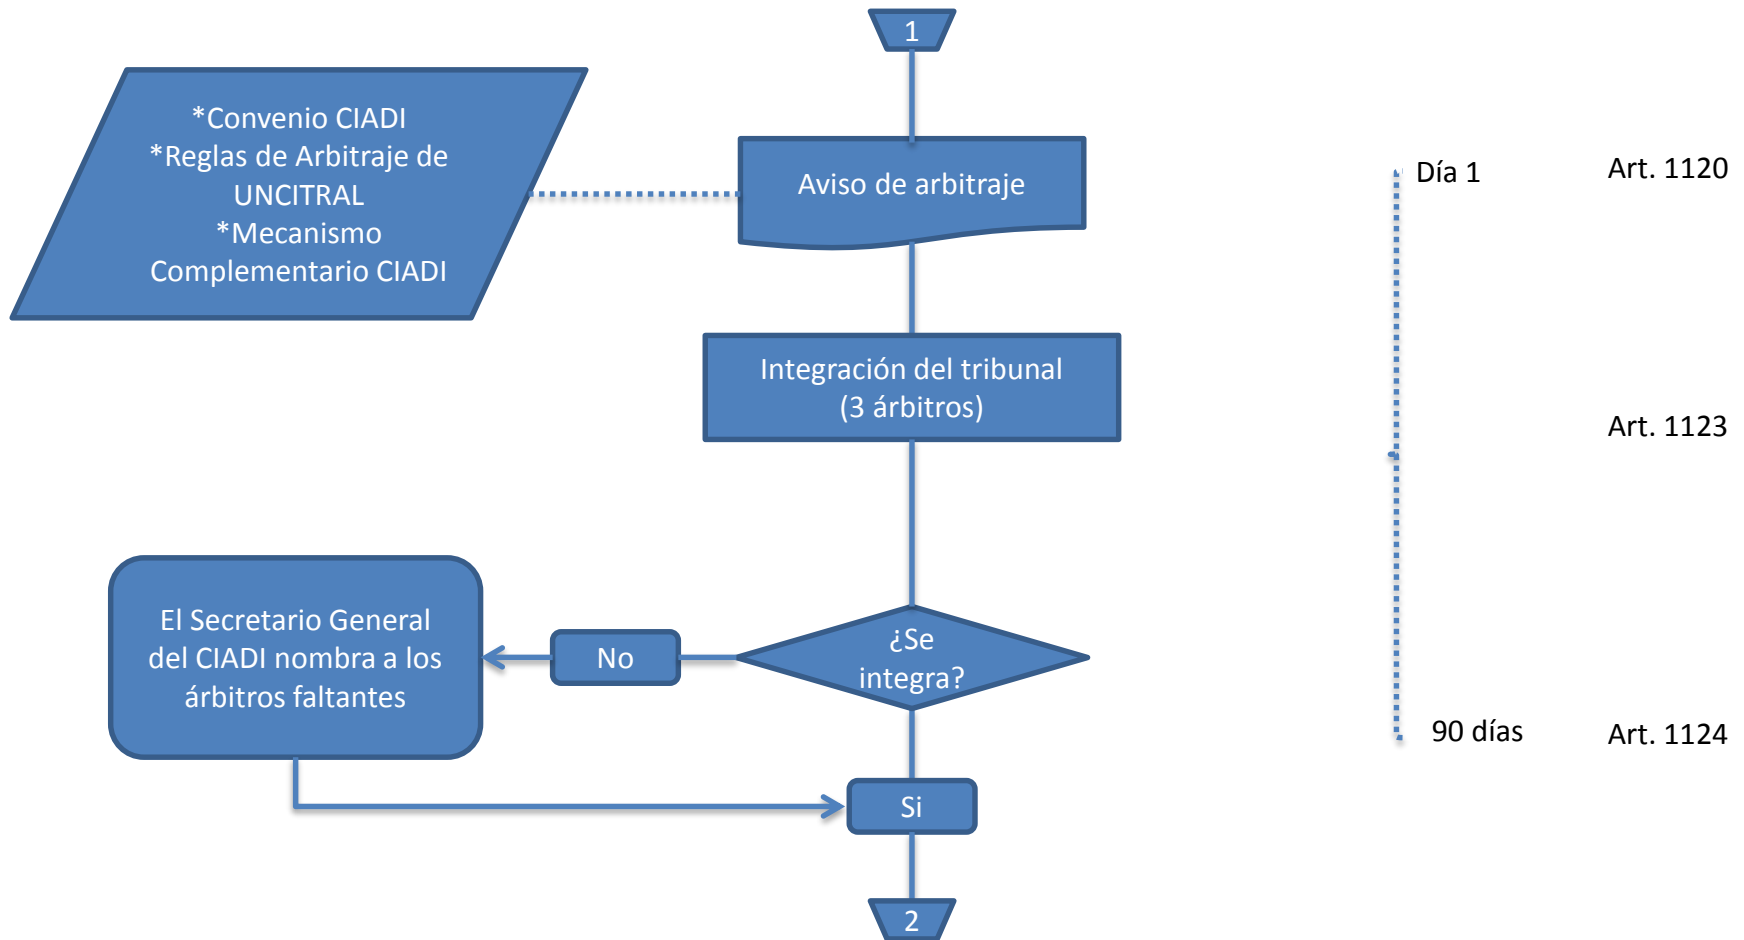 1
*Convenio CIADI
*Reglas de Arbitraje de
UNCITRAL
*Mecanismo
Complementario CIADI
Aviso de arbitraje
Día 1
Art. 1120
Integración del tribunal
(3 árbitros)
Art. 1123
El Secretario General
del CIADI nombra a los
árbitros faltantes
No
¿Se
integra?
90 días
Art. 1124
Si
2